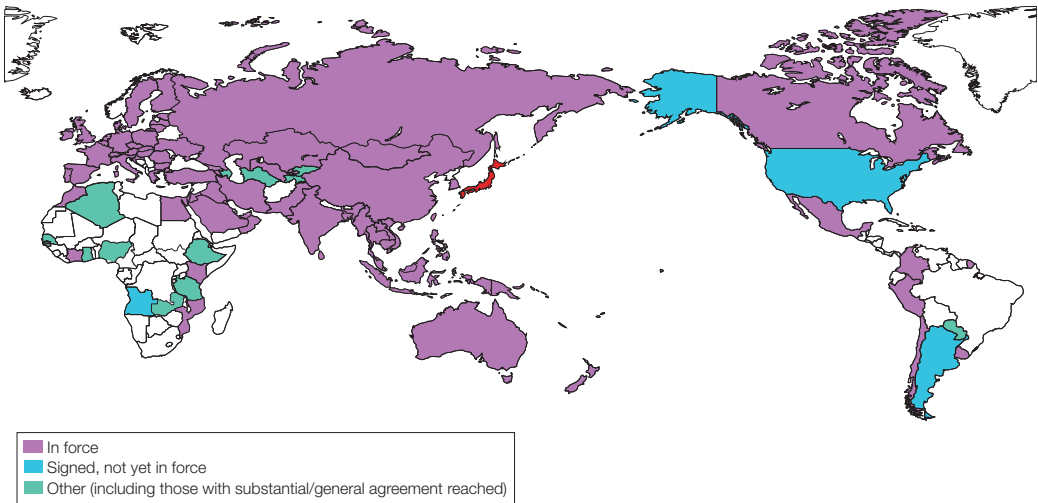 In force
Signed, not yet in force
Other (including those with substantial/general agreement reached)